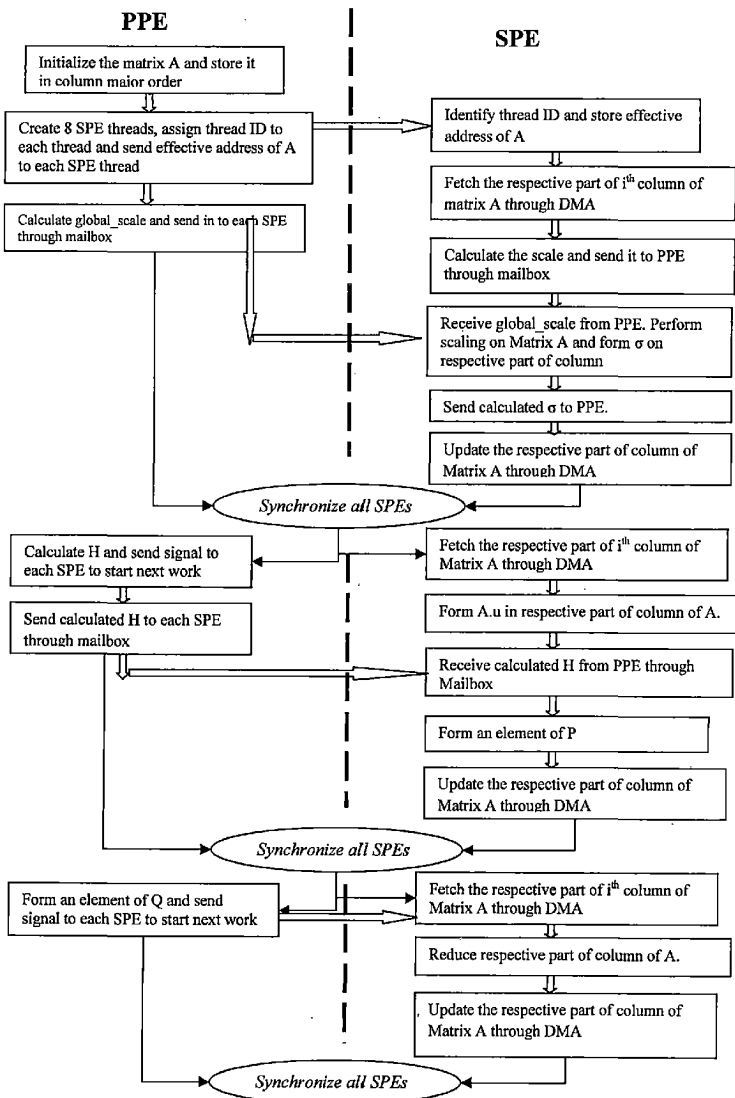 PPE
SPE
Initialize the matrix A and store it
in column maior order
Create 8 SPE threads, assign thread ID to
each thread and send effective address of A
to each SPE thread
Calculate global_scale and send in to each SPE
through mailbox
Identify thread ID and store effective
address of A
Fetch the respective part of ith column of
matrix A through DMA
Calculate the scale and send it to PPE
through mailbox
Receive global_scale from PPE. Perform
scaling on Matrix A and form σ on
respective part of column
Send calculated σ to PPE.
Update the respective part of column of
Matrix A through DMA
Synchronize all SPEs
Calculate H and send signal to
each SPE to start next work
Send calculated H to each SPE
through mailbox
Fetch the respective part of ith column of
Matrix A through DMA
Form A.u in respective part of column of A.
Receive calculated H from PPE through
Mailbox
Form an element of P
Update the respective part of column of
Matrix A through DMA
Synchronize all SPEs
Form an element of Q and send
signal to each SPE to start next work
Fetch the respective part of ith column of
Matrix A through DMA
Reduce respective part of column of A.
Update the respective part of column of
Matrix A through DMA
Synchronize all SPEs